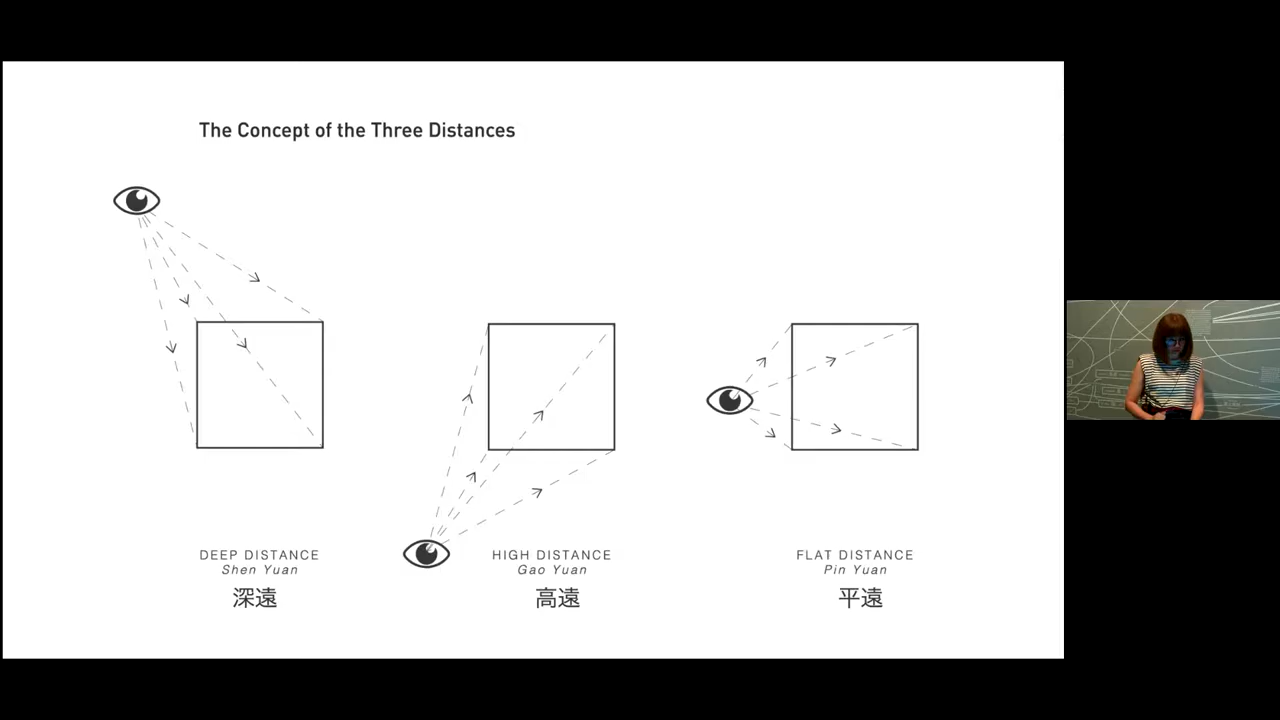 The Concept of the Three Distances
DEEP DISTANCE
Shen Yuan
深遠
HIGH DISTANCE
Gao Yuan
高遠
FLAT DISTANCE
Pin Yuan
平遠